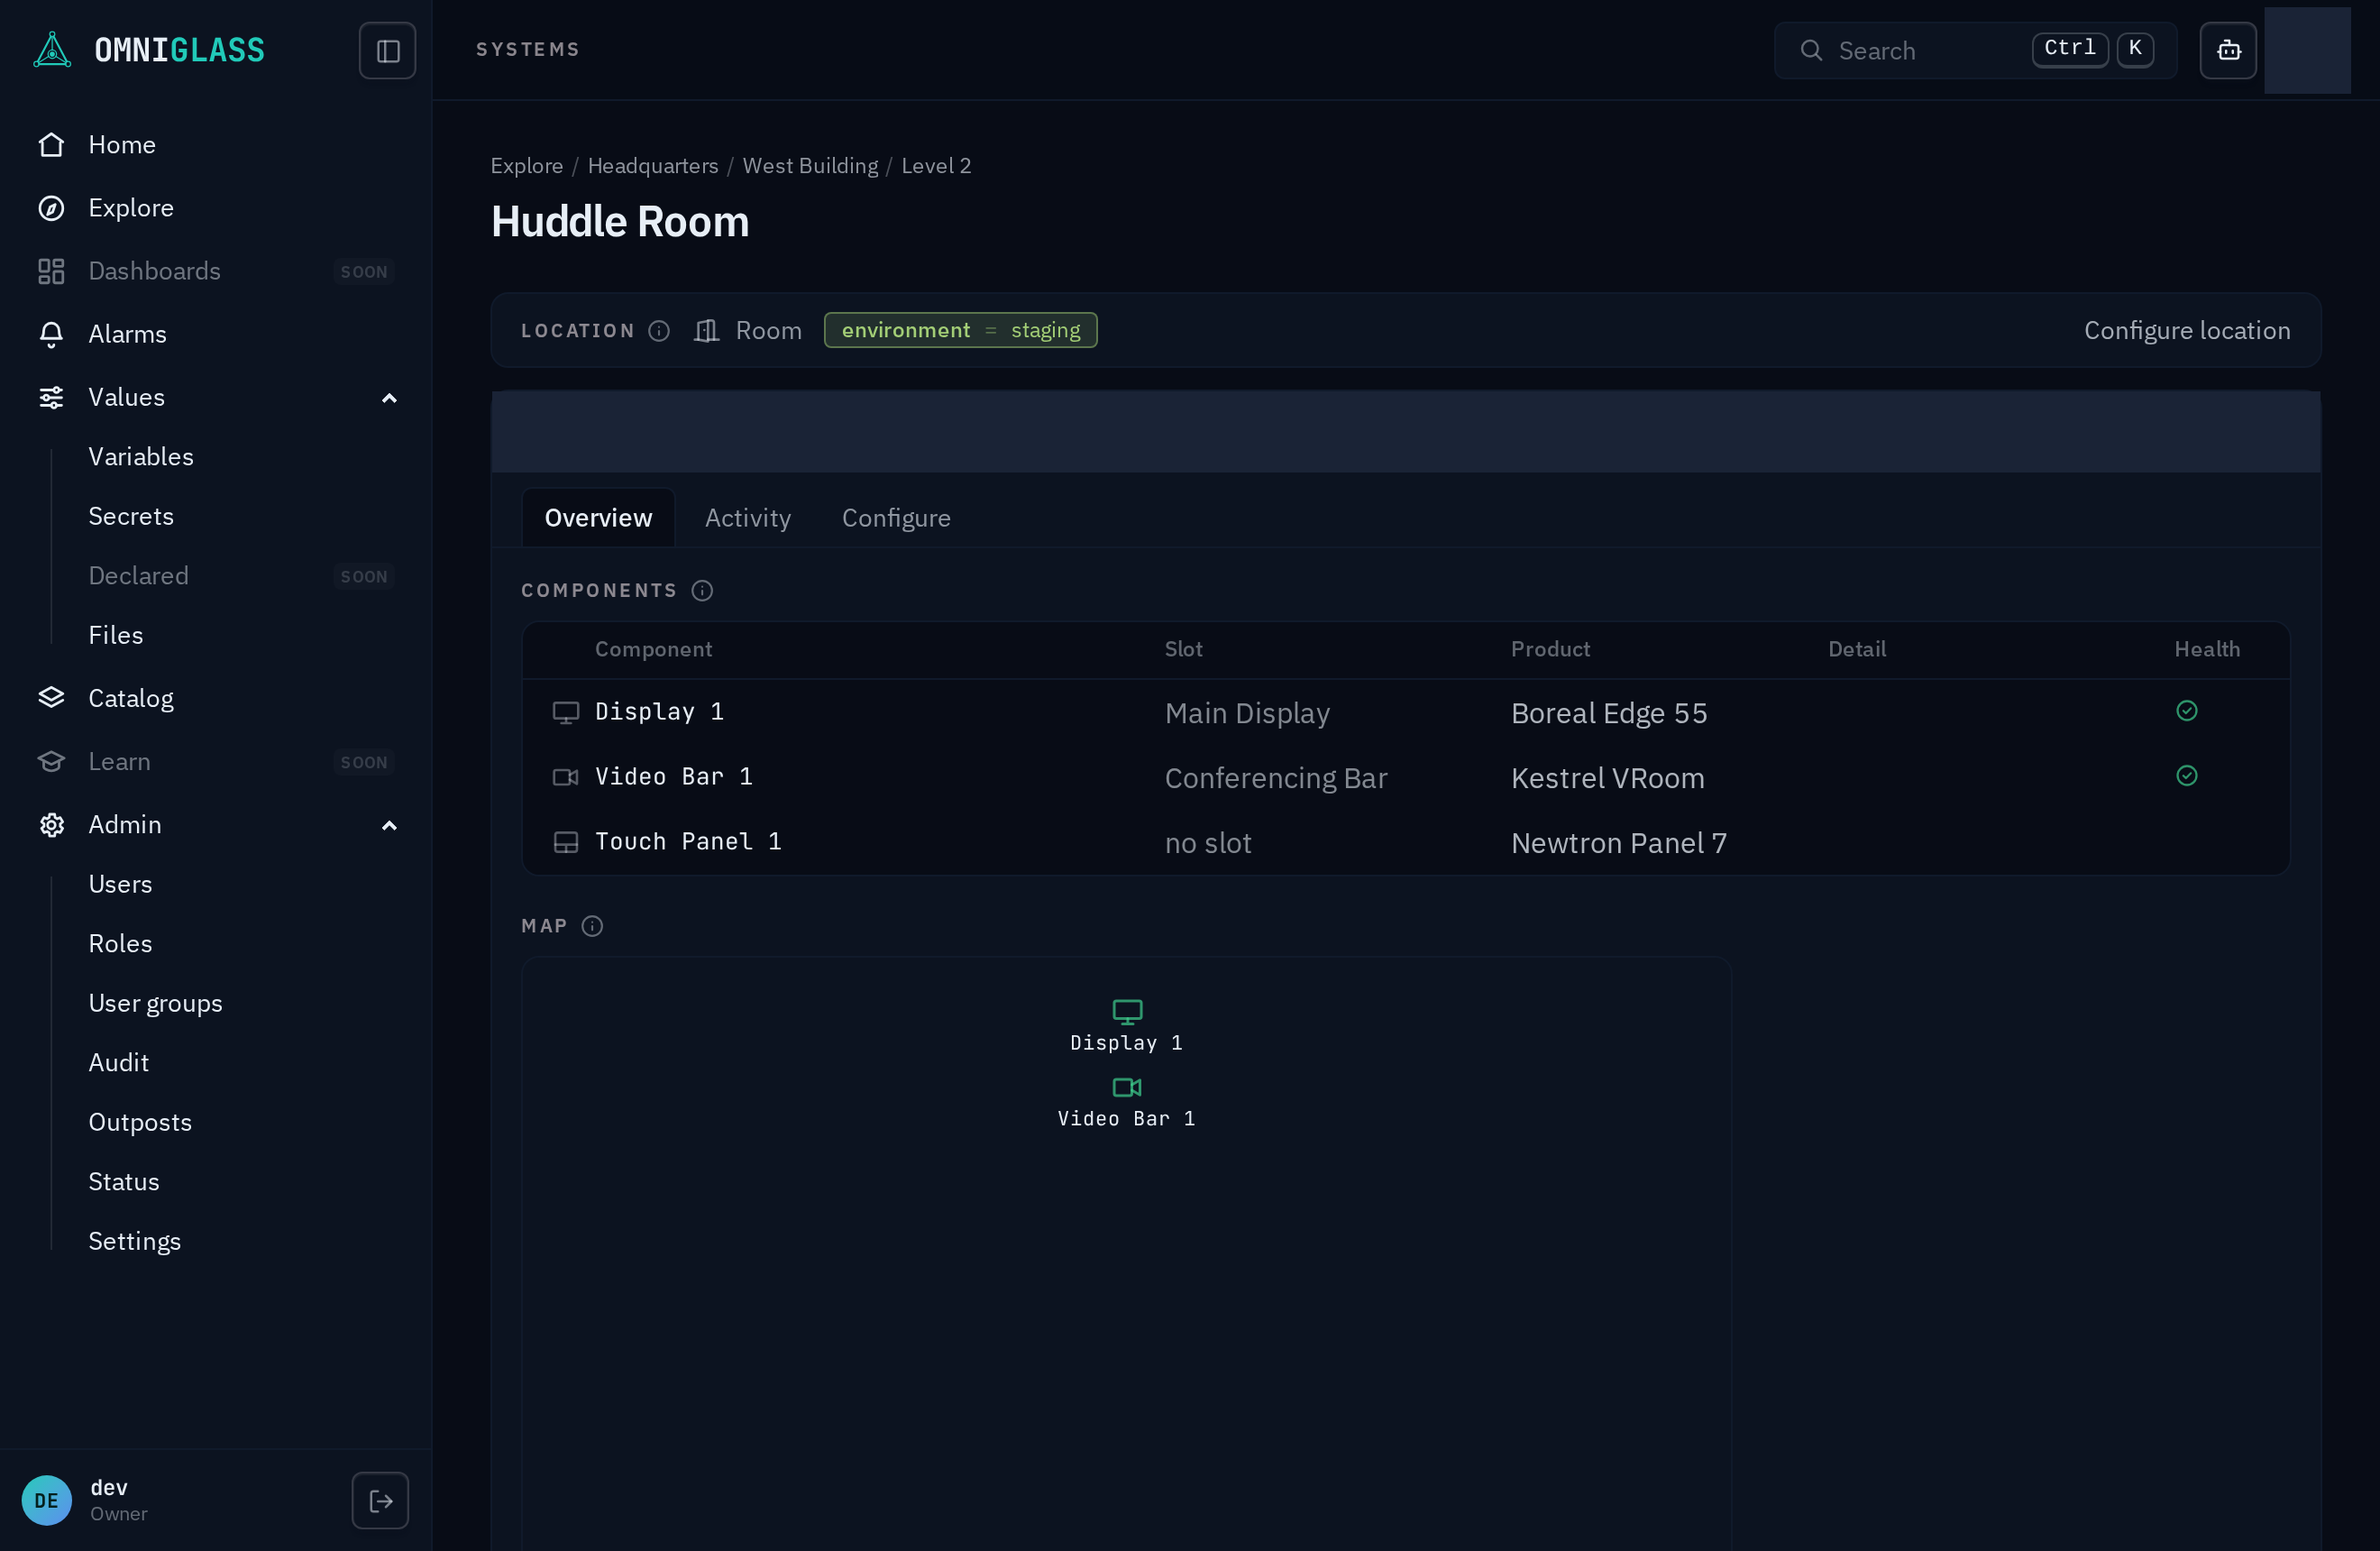 OMNIGLASS
SYSTEMS
Search
Ctrl K
Home
Explore
Dashboards SOON
Alarms
Values
Variables
Secrets
Declared SOON
Files
Catalog
Learn SOON
Admin
Users
Roles
User groups
Audit
Outposts
Status
Settings
DE
dev
Owner
Explore / Headquarters / West Building / Level 2
Huddle Room
LOCATION Room environment = staging Configure location
Overview Activity Configure
COMPONENTS
Component Slot Product Detail Health
Display 1 Main Display Boreal Edge 55
Video Bar 1 Conferencing Bar Kestrel VRoom
Touch Panel 1 no slot Newtron Panel 7
MAP
Display 1
Video Bar 1